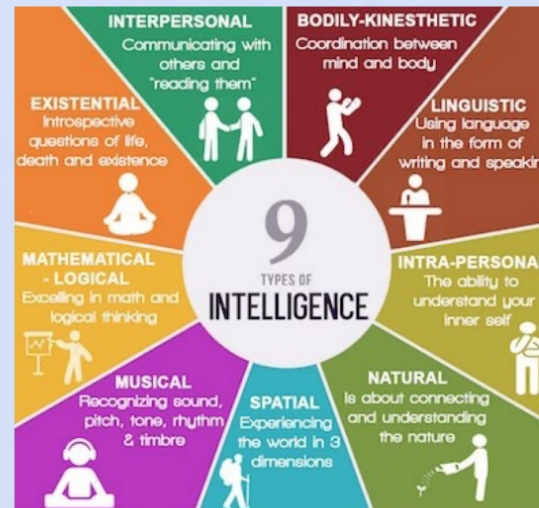 INTERPERSONAL
Communicating with
others and
"reading them"
BODILY-KINESTHETIC
Coordination between
mind and body
LINGUISTIC
Using language
in the form of
writing and speakin
INTRA-PERSONA
The ability to
understand your
inner self
NATURAL
Is about connecting
and understanding
the nature
SPATIAL
Experiencing
the world in 3
dimensions
MUSICAL
Recognizing sound,
pitch, tone, rhythm
& timbre
MATHEMATICAL
- LOGICAL
Excelling in math and
logical thinking
EXISTENTIAL
Introspective
questions of life,
death and existence
9
TYPES OF
INTELLIGENCE